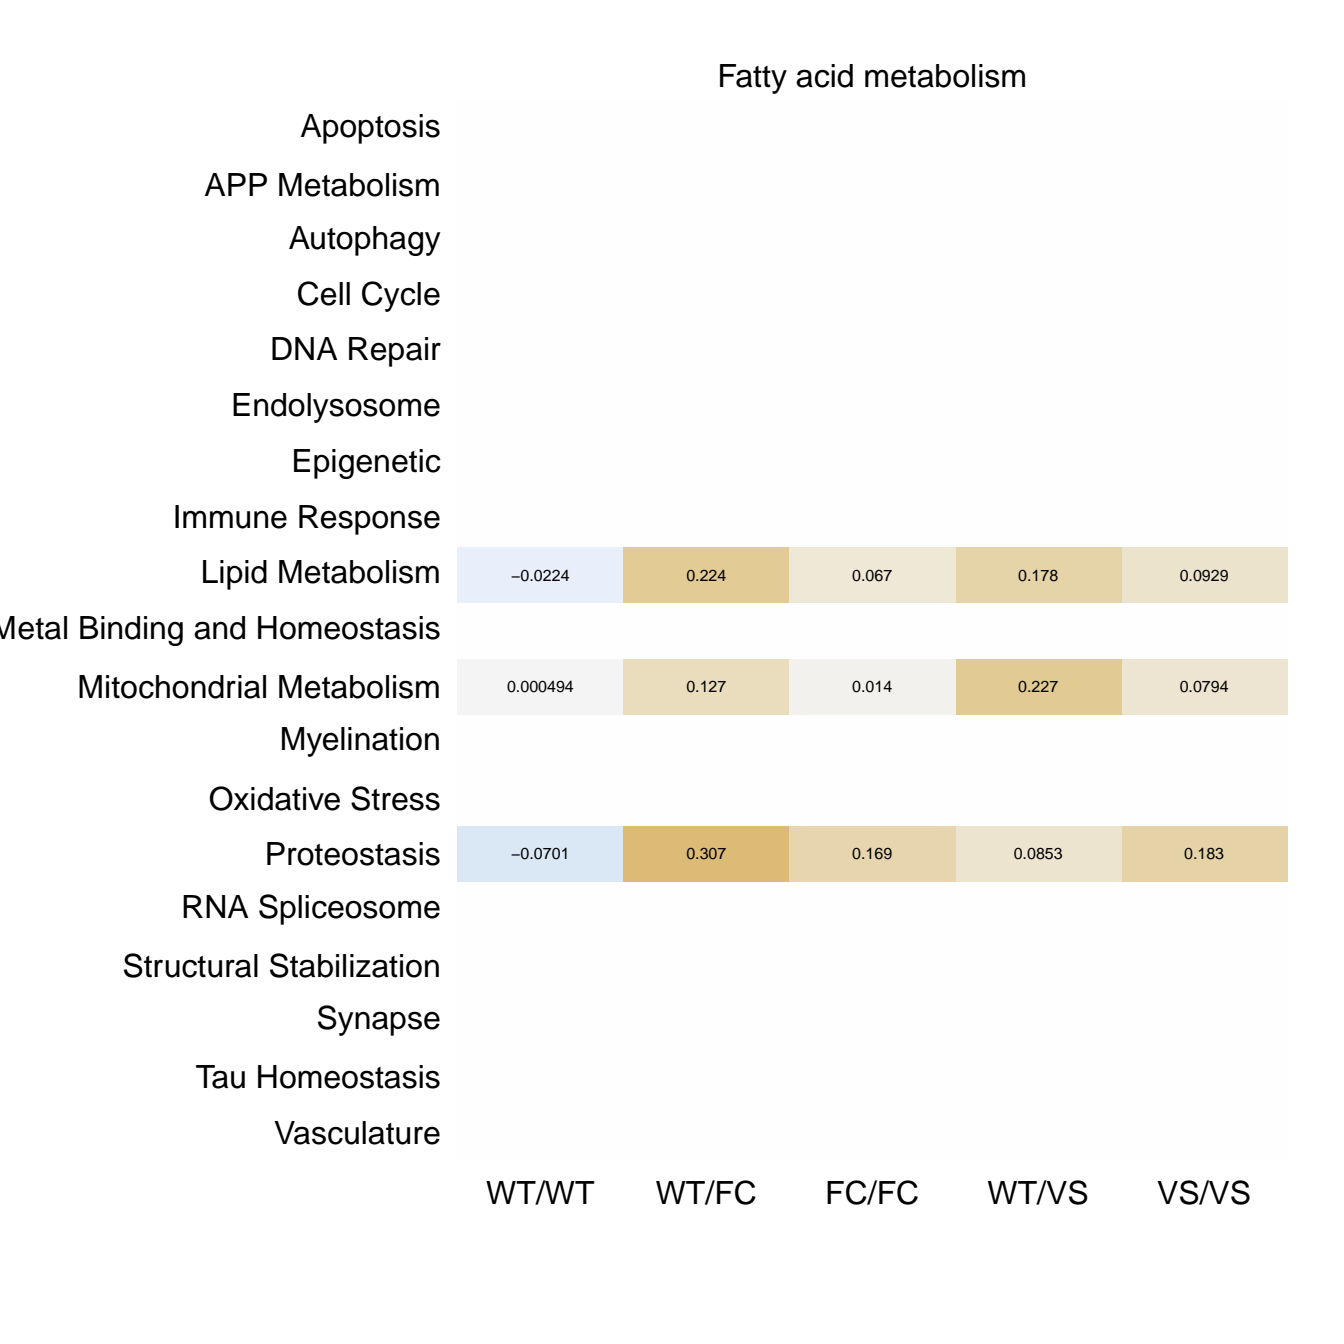 Fatty acid metabolism
Apoptosis
APP Metabolism
Autophagy
Cell Cycle
DNA Repair
Endolysosome
Epigenetic
Immune Response
Lipid Metabolism −0.0224 0.224 0.067 0.178 0.0929
Metal Binding and Homeostasis
Mitochondrial Metabolism 0.000494 0.127 0.014 0.227 0.0794
Myelination
Oxidative Stress
Proteostasis −0.0701 0.307 0.169 0.0853 0.183
RNA Spliceosome
Structural Stabilization
Synapse
Tau Homeostasis
Vasculature
WT/WT WT/FC FC/FC WT/VS VS/VS